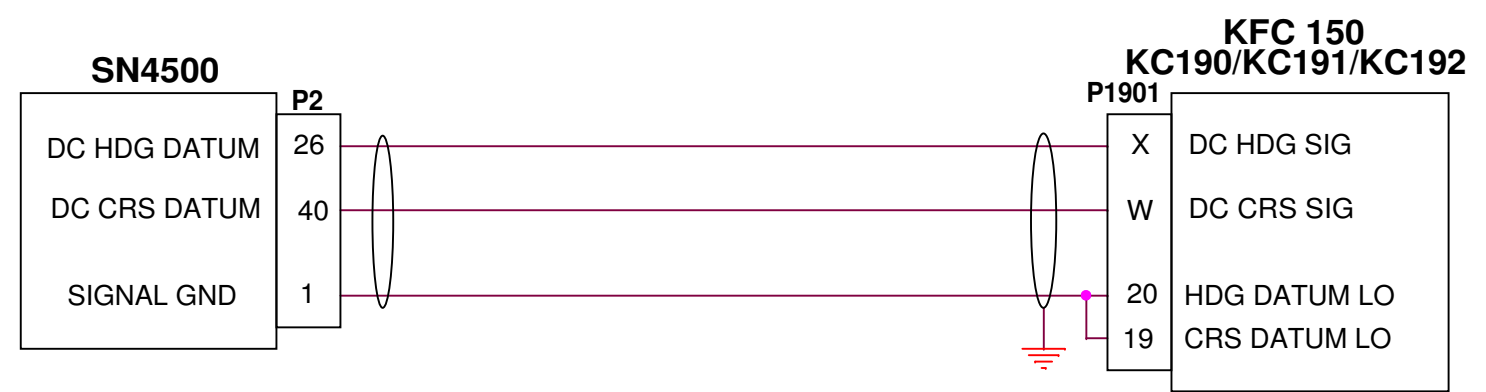 KFC 150
SN4500 KC190/KC191/KC192
P2 P1901
DC HDG DATUM 26 X DC HDG SIG
DC CRS DATUM 40 W DC CRS SIG
SIGNAL GND 1 20 HDG DATUM LO
19 CRS DATUM LO